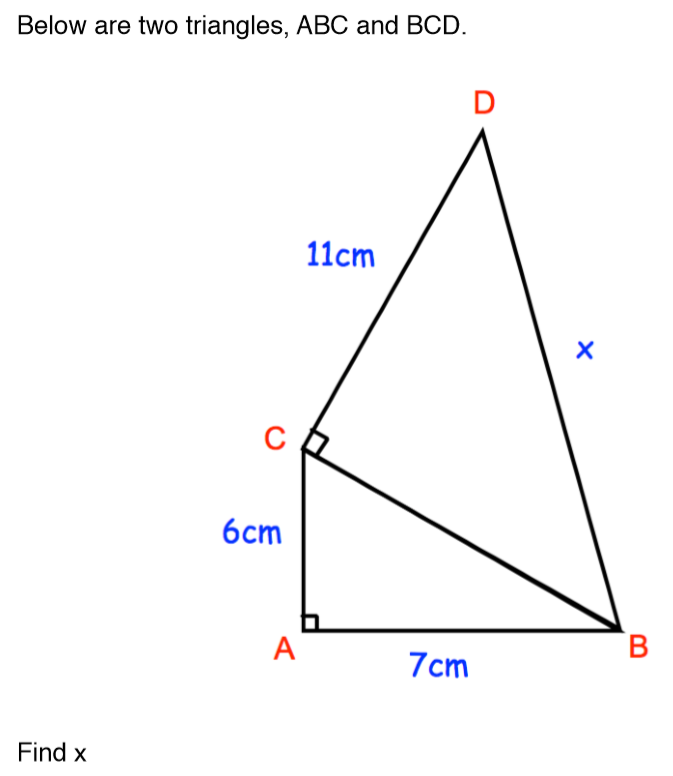 Below are two triangles, ABC and BCD.
D
11cm
x
C
6cm
A
B
7cm
Find x